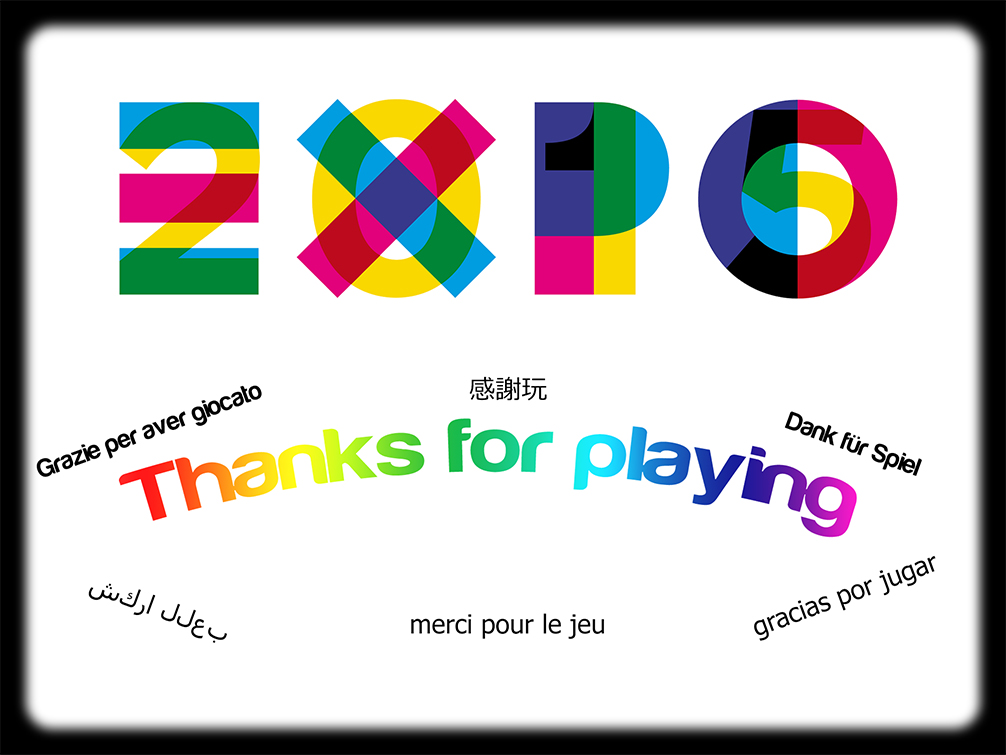 EXPO
2015
感謝玩
Grazie per aver giocato
Thanks for playing
Dank für Spiel
شكرا للعب
merci pour le jeu
gracias por jugar